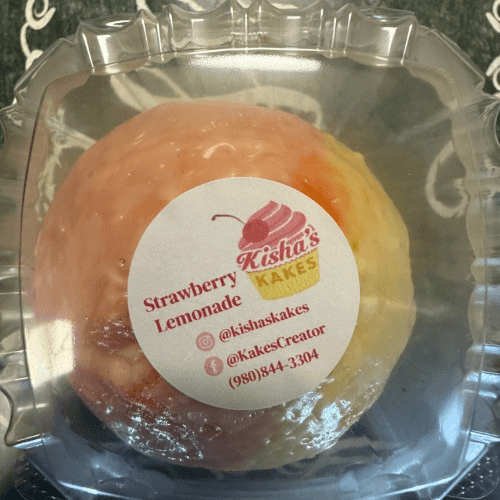 Kisha's
KAKES
Strawberry
Lemonade
@kishaskakes
@KakesCreator
(980)844-3304